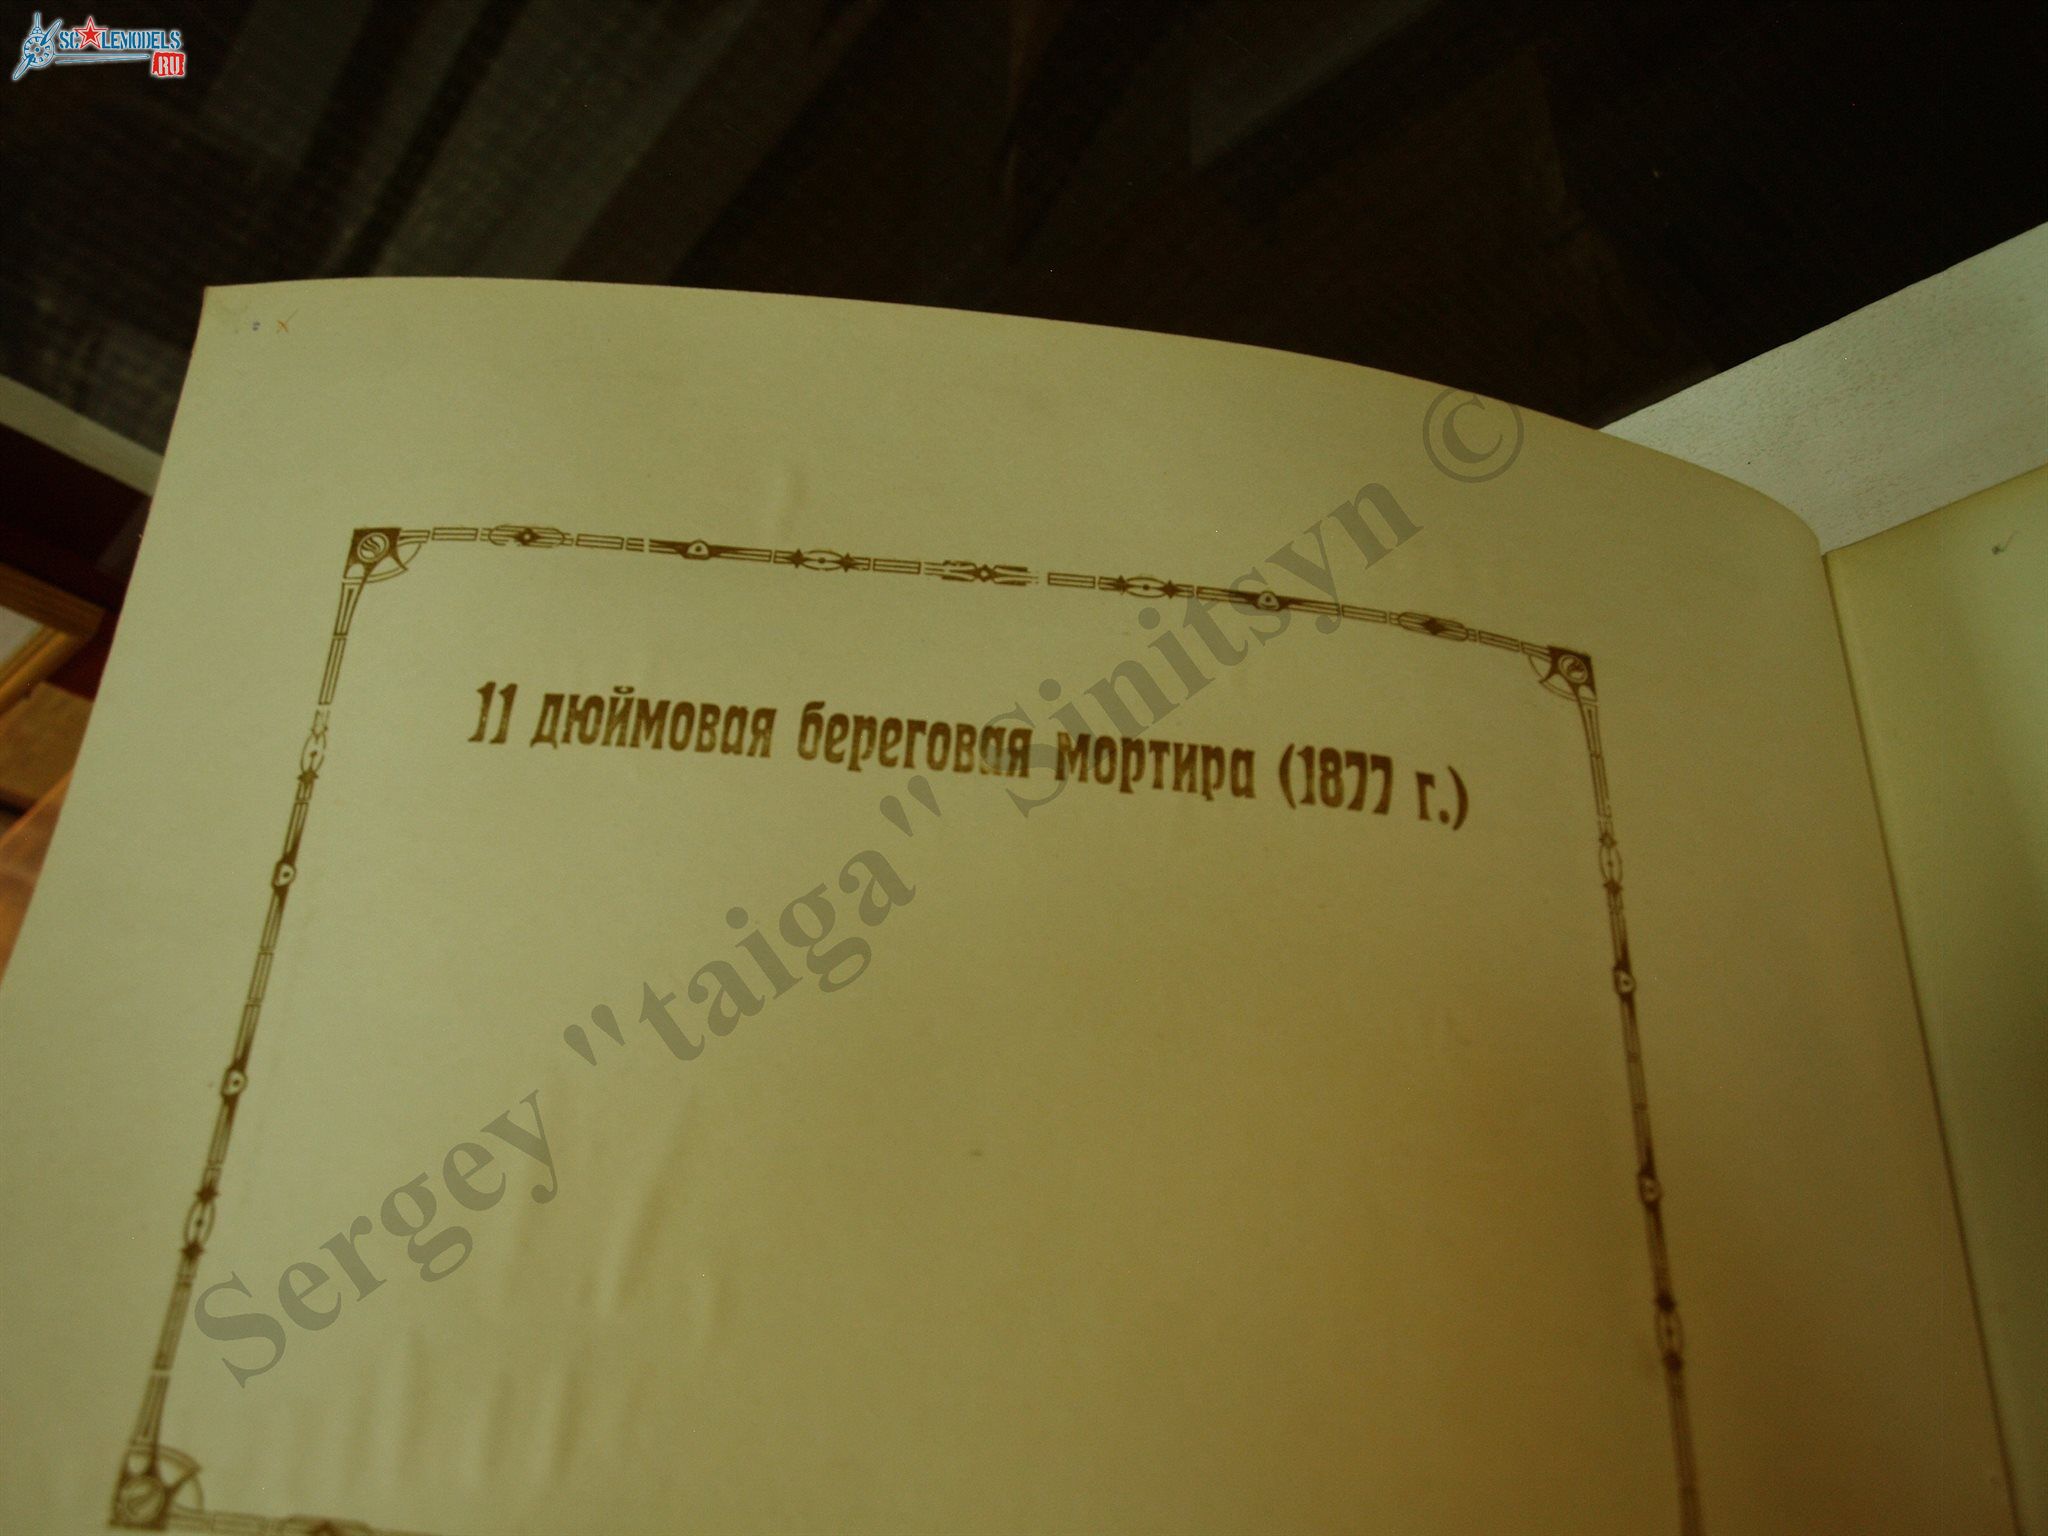 SCALEMODELS
.RU
11 дюймовая береговая мортира (1877 г.)
Sergey "taiga" Sinitsyn ©